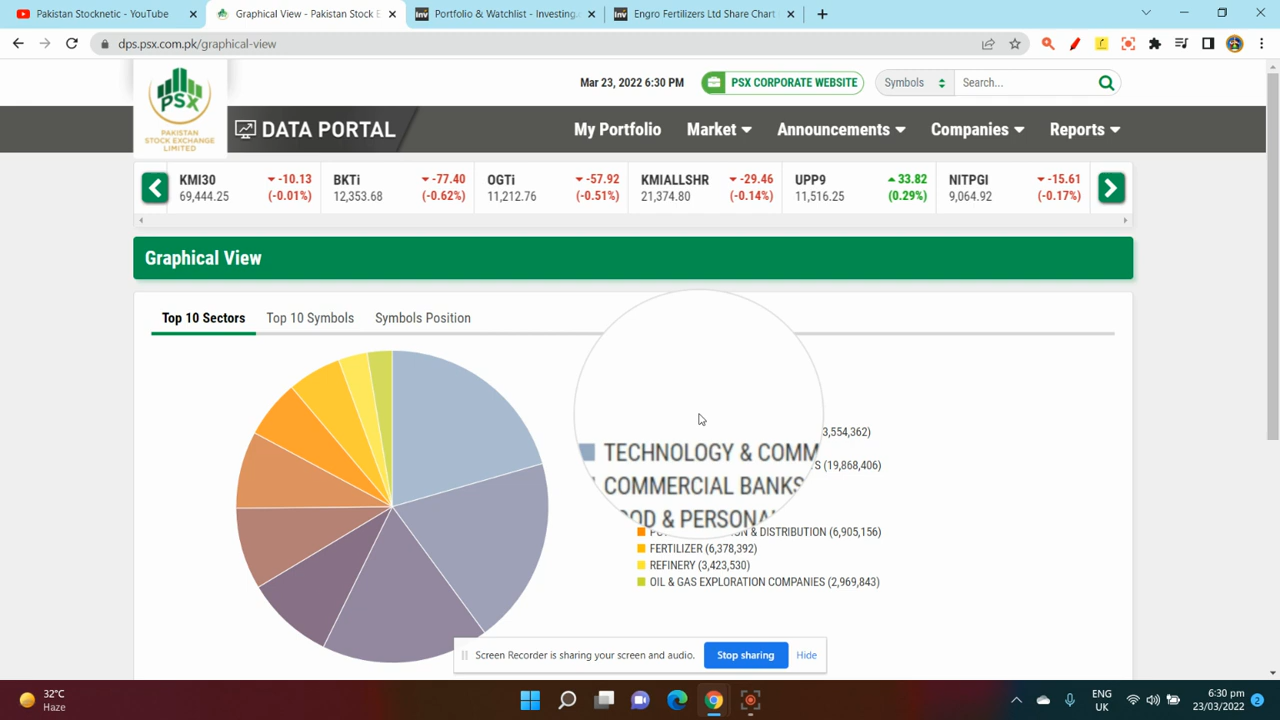 Pakistan Stocknetic - YouTube
Graphical View - Pakistan Stock E
Portfolio & Watchlist - Investing.c
Engro Fertilizers Ltd Share Chart -
dps.psx.com.pk/graphical-view
PSX
PAKISTAN
STOCK EXCHANGE
LIMITED
Mar 23, 2022 6:30 PM
PSX CORPORATE WEBSITE
Symbols
Search...
DATA PORTAL
My Portfolio
Market
Announcements
Companies
Reports
KMI30 -10.13
69,444.25 (-0.01%)
BKTi -77.40
12,353.68 (-0.62%)
OGTi -57.92
11,212.76 (-0.51%)
KMIALLSHR -29.46
21,374.80 (-0.14%)
UPP9 33.82
11,516.25 (0.29%)
NITPGI -15.61
9,064.92 (-0.17%)
Graphical View
Top 10 Sectors
Top 10 Symbols
Symbols Position
3,554,362)
TECHNOLOGY & COMM
S (19,868,406)
COMMERCIAL BANKS
OOD & PERSONA
& DISTRIBUTION (6,905,156)
FERTILIZER (6,378,392)
REFINERY (3,423,530)
OIL & GAS EXPLORATION COMPANIES (2,969,843)
Screen Recorder is sharing your screen and audio.
Stop sharing
Hide
32°C
Haze
ENG
UK
6:30 pm
23/03/2022
2